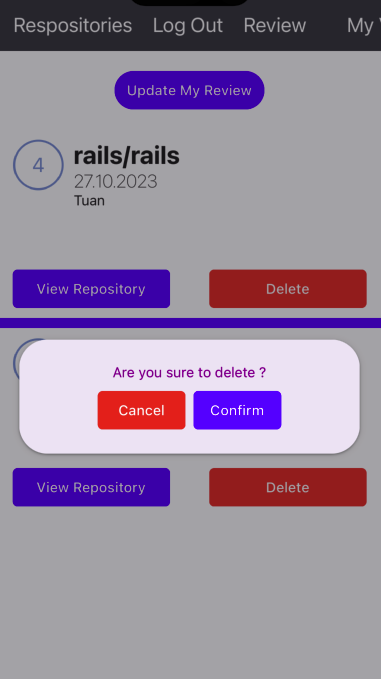 Respositories Log Out Review My
Update My Review
4 rails/rails
27.10.2023
Tuan
View Repository Delete
Are you sure to delete ?
Cancel Confirm
View Repository Delete